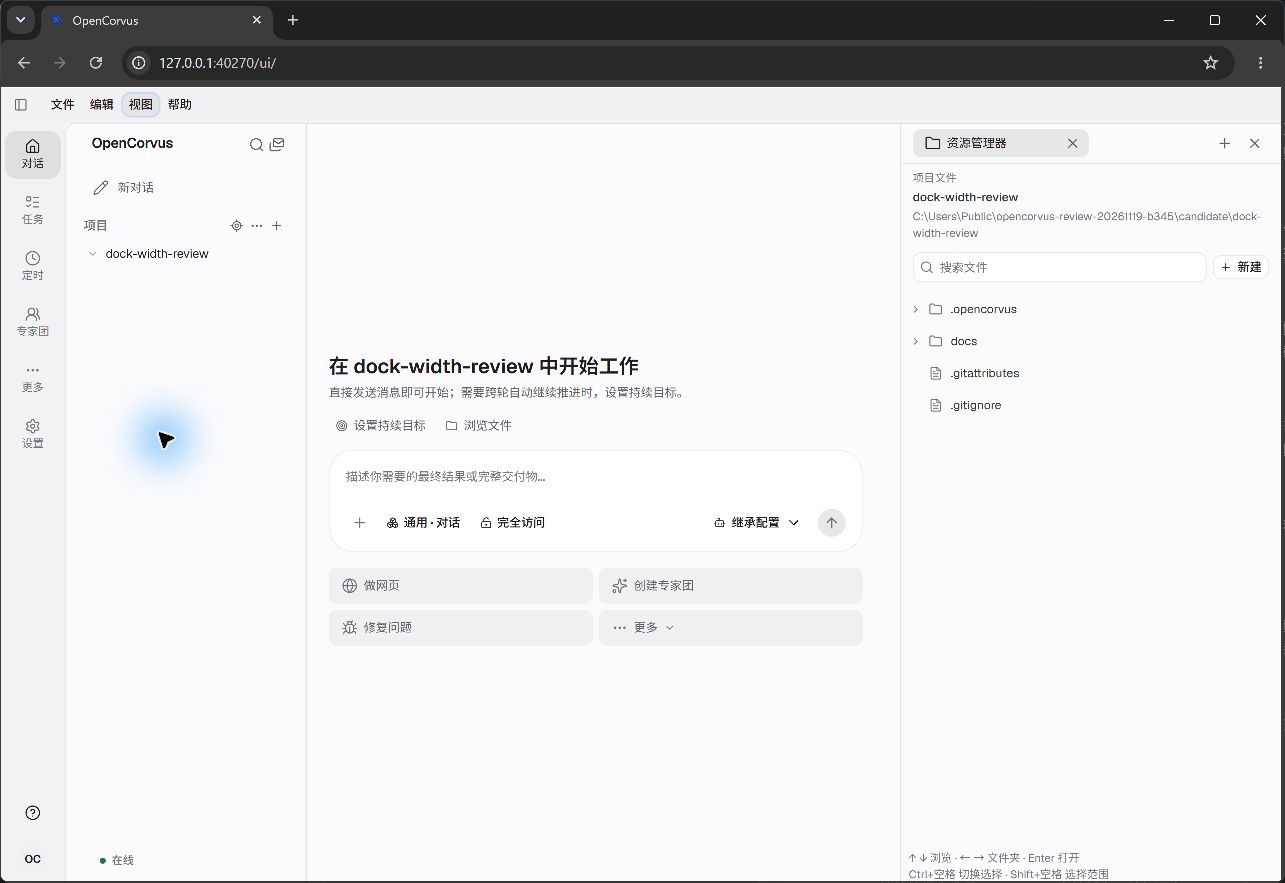 OpenCorvus
127.0.0.1:40270/ui/
文件 编辑 视图 帮助
对话
任务
定时
专家团
更多
设置
OC
OpenCorvus
新对话
项目
dock-width-review
在线
在 dock-width-review 中开始工作
直接发送消息即可开始；需要跨轮自动继续推进时，设置持续目标。
设置持续目标 浏览文件
描述你需要的最终结果或完整交付物...
通用 · 对话 完全访问 继承配置
做网页 创建专家团
修复问题 更多
资源管理器
项目文件
dock-width-review
C:\Users\Public\opencorvus-review-20261119-b345\candidate\dock-
width-review
搜索文件 + 新建
.opencorvus
docs
.gitattributes
.gitignore
↑↓浏览 · ←→ 文件夹 · Enter 打开
Ctrl+空格 切换选择 · Shift+空格 选择范围